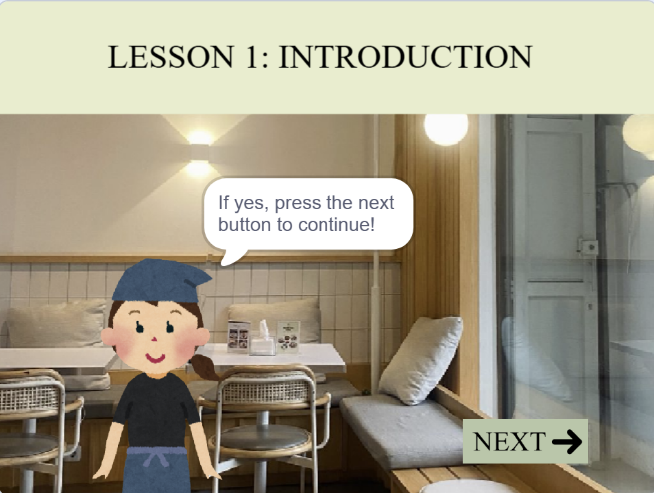 LESSON 1: INTRODUCTION
If yes, press the next
button to continue!
NEXT